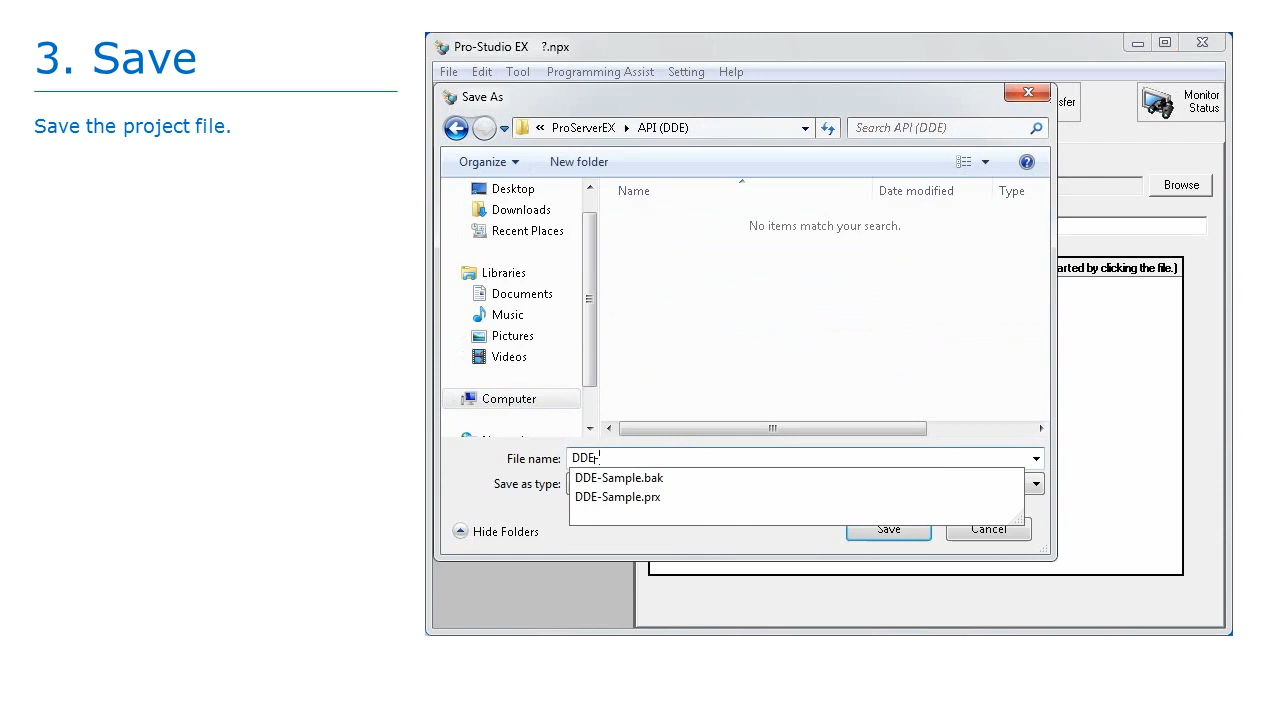 3. Save
Save the project file.
Pro-Studio EX ?.npx
File Edit Tool Programming Assist Setting Help
Save As
sfer
Monitor Status
« ProServerEX API (DDE)
Search API (DDE)
Organize
New folder
Browse
Desktop
Downloads
Recent Places
Libraries
Documents
Music
Pictures
Videos
Computer
Name Date modified Type
No items match your search.
arted by clicking the file.)
File name: DDE-
DDE-Sample.bak
DDE-Sample.prx
Save as type:
Hide Folders
Save Cancel